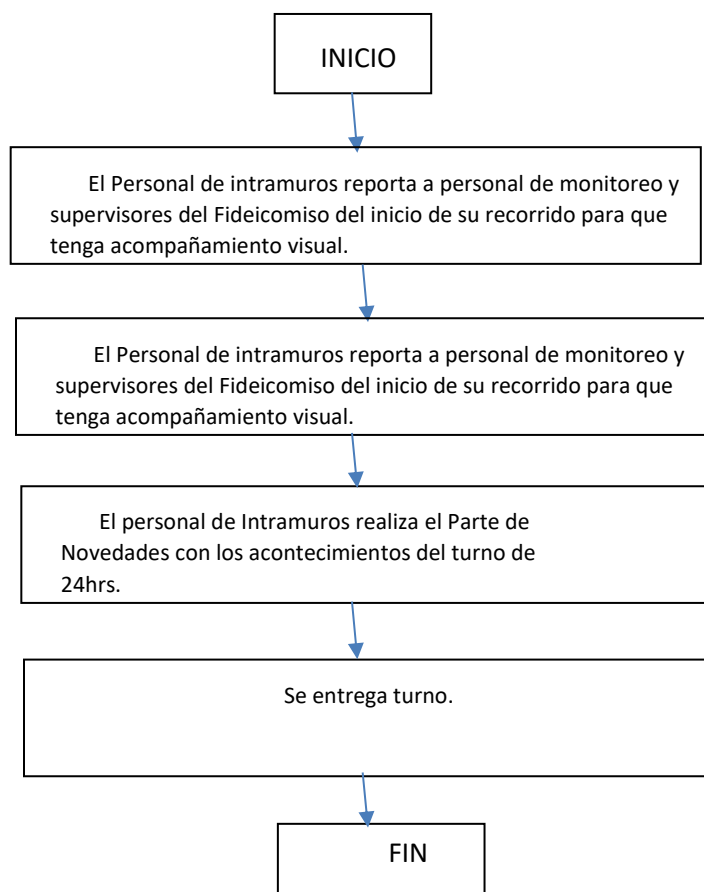 INICIO
El Personal de intramuros reporta a personal de monitoreo y
supervisores del Fideicomiso del inicio de su recorrido para que
tenga acompañamiento visual.
El Personal de intramuros reporta a personal de monitoreo y
supervisores del Fideicomiso del inicio de su recorrido para que
tenga acompañamiento visual.
El personal de Intramuros realiza el Parte de
Novedades con los acontecimientos del turno de
24hrs.
Se entrega turno.
FIN